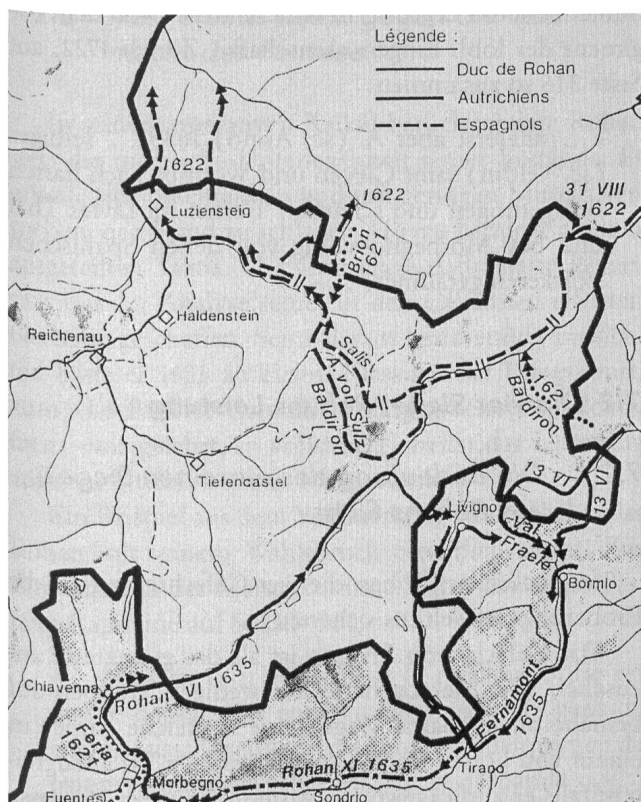 Légende :
Duc de Rohan
Autrichiens
Espagnols
1622
Luziensteig
1622
31 VIII
1622
Brion
1621
Haldenstein
Reichenau
Salis
A von Sulz
Baldiron
1621
Baldiron
Tiefencastel
13 VI
13 VI
Livigno
Val
Fraele
Bormio
Chiavenna
Rohan VI 1635
Feria
1621
Fernamont
1635
Rohan XI 1635
Tirano
Morbegno
Sondrio
Fuentes